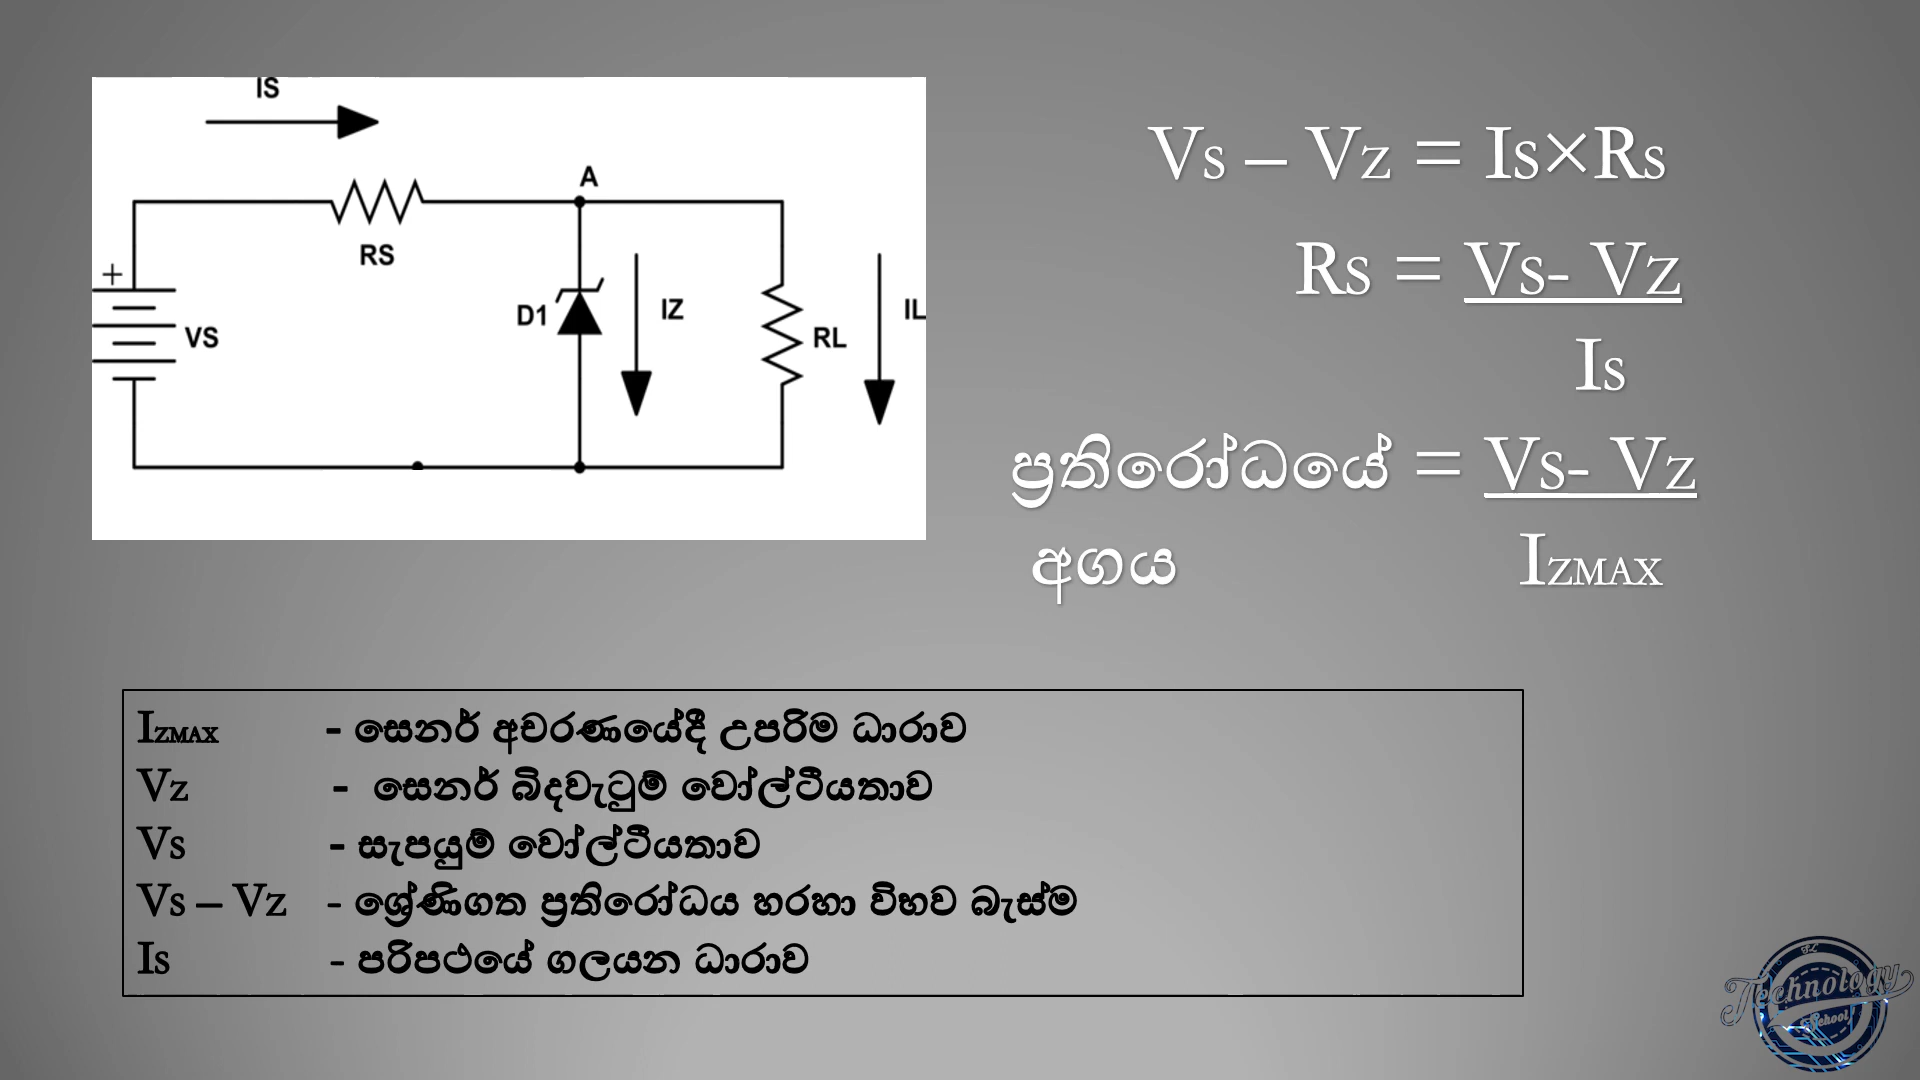 IS
A
RS
+
VS
D1
IZ
RL
IL
Vs – Vz = Is×Rs
Rs = Vs- Vz
Is
ප්‍රතිරෝධයේ = Vs- Vz
අගය IZMAX
IZMAX - සෙනර් අවරණයේදී උපරිම ධාරාව
Vz - සෙනර් බිදවැටුම් වෝල්ටීයතාව
Vs - සැපයුම් වෝල්ටීයතාව
Vs – Vz - ශ්‍රේණිගත ප්‍රතිරෝධය හරහා විභව බැස්ම
Is - පරිපථයේ ගලයන ධාරාව
Technology
School